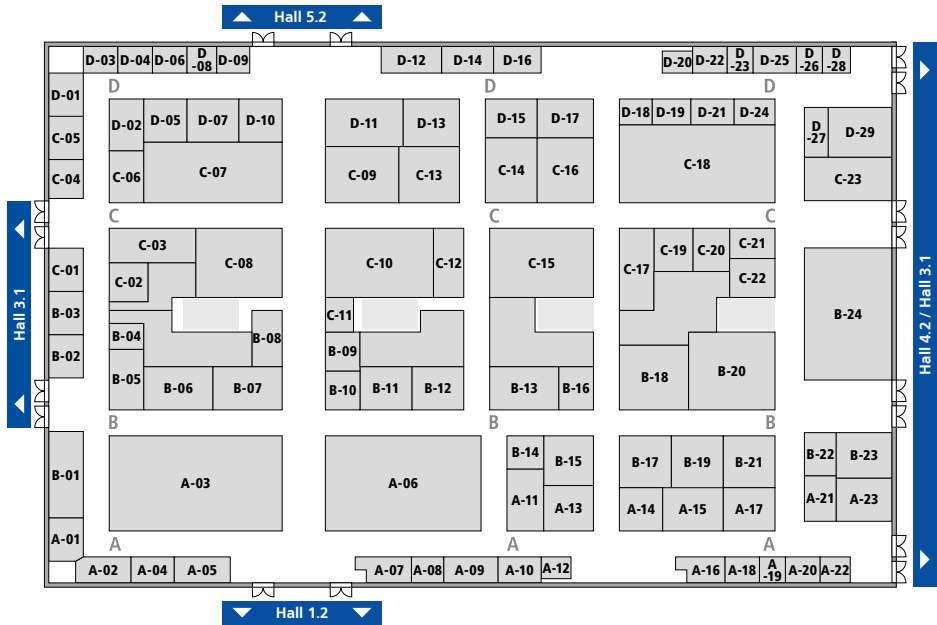 Hall 5.2
D-03 D-04 D-06 D
-08 D-09 D-12 D-14 D-16 D-20 D-22 D
-23 D-25 D
-26 D
-28
D D D
D-01
D-02 D-05 D-07 D-10 D-11 D-13 D-15 D-17 D-18 D-19 D-21 D-24 D
-27 D-29
C-05
C-04 C-06 C-07 C-09 C-13 C-14 C-16 C-18 C-23
C C C
C-03 C-08 C-10 C-12 C-15 C-17 C-19 C-20 C-21
C-01 C-02 C-22
Hall 3.1
B-03 C-11 B-24
Hall 4.2 / Hall 3.1
B-02 B-04 B-08 B-09
B-05 B-06 B-07 B-10 B-11 B-12 B-13 B-16 B-18 B-20
B B B
B-01 B-14 B-15 B-17 B-19 B-21 B-22 B-23
A-03 A-06 A-11 A-13 A-14 A-15 A-17 A-21 A-23
A-01
A A A
A-02 A-04 A-05 A-07 A-08 A-09 A-10 A-12 A-16 A-18 A
-19 A-20 A-22
Hall 1.2